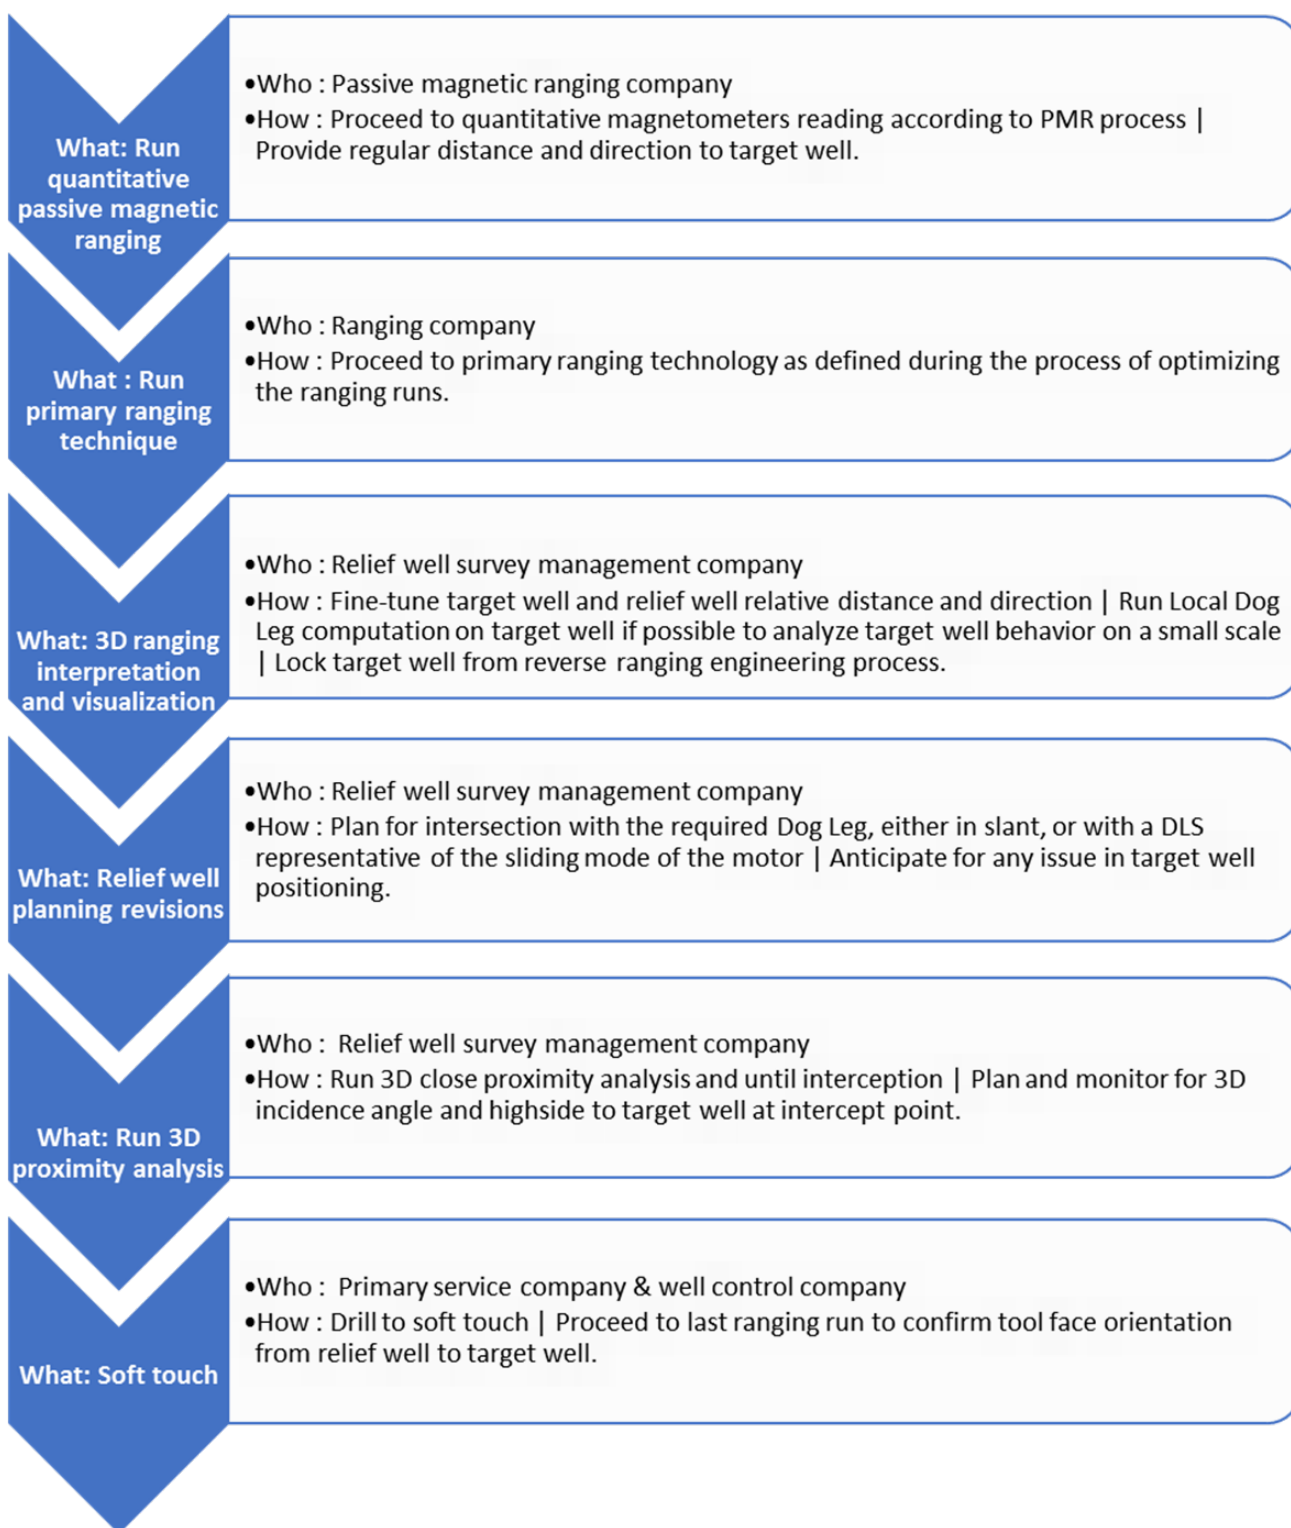 What: Run
quantitative
passive magnetic
ranging
•Who : Passive magnetic ranging company
•How : Proceed to quantitative magnetometers reading according to PMR process |
Provide regular distance and direction to target well.
What : Run
primary ranging
technique
•Who : Ranging company
•How : Proceed to primary ranging technology as defined during the process of optimizing
the ranging runs.
What: 3D ranging
interpretation
and visualization
•Who : Relief well survey management company
•How : Fine-tune target well and relief well relative distance and direction | Run Local Dog
Leg computation on target well if possible to analyze target well behavior on a small scale
| Lock target well from reverse ranging engineering process.
What: Relief well
planning revisions
•Who : Relief well survey management company
•How : Plan for intersection with the required Dog Leg, either in slant, or with a DLS
representative of the sliding mode of the motor | Anticipate for any issue in target well
positioning.
What: Run 3D
proximity analysis
•Who :  Relief well survey management company
•How : Run 3D close proximity analysis and until interception | Plan and monitor for 3D
incidence angle and highside to target well at intercept point.
What: Soft touch
•Who :  Primary service company & well control company
•How : Drill to soft touch | Proceed to last ranging run to confirm tool face orientation
from relief well to target well.